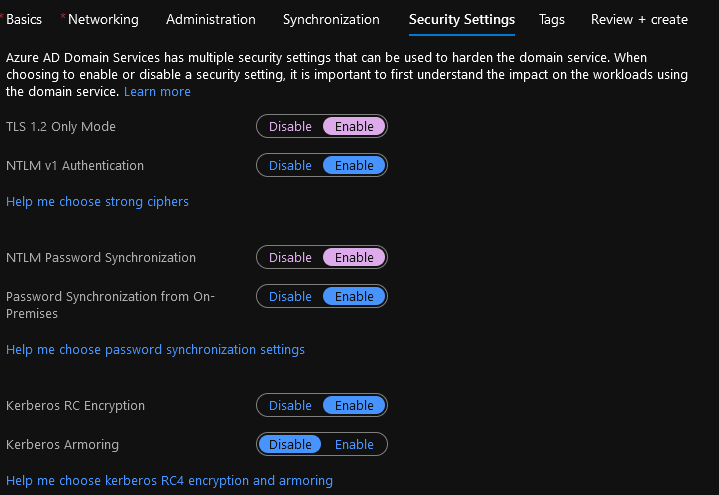 * Basics * Networking Administration Synchronization Security Settings Tags Review + create
Azure AD Domain Services has multiple security settings that can be used to harden the domain service. When
choosing to enable or disable a security setting, it is important to first understand the impact on the workloads using
the domain service. Learn more
TLS 1.2 Only Mode Disable Enable
NTLM v1 Authentication Disable Enable
Help me choose strong ciphers
NTLM Password Synchronization Disable Enable
Password Synchronization from On- Disable Enable
Premises
Help me choose password synchronization settings
Kerberos RC Encryption Disable Enable
Kerberos Armoring Disable Enable
Help me choose kerberos RC4 encryption and armoring